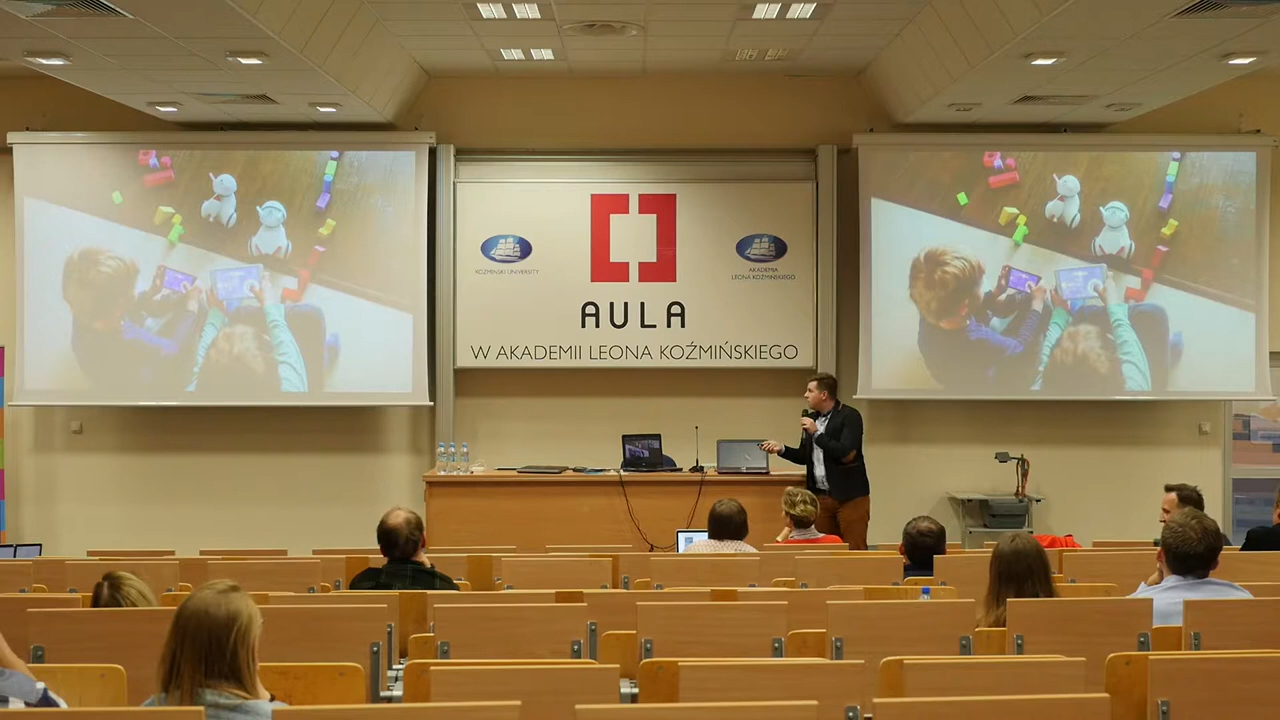 KOZMINSKI UNIVERSITY
AKADEMIA
LEONA KOŹMIŃSKIEGO
AULA
W AKADEMII LEONA KOŹMIŃSKIEGO